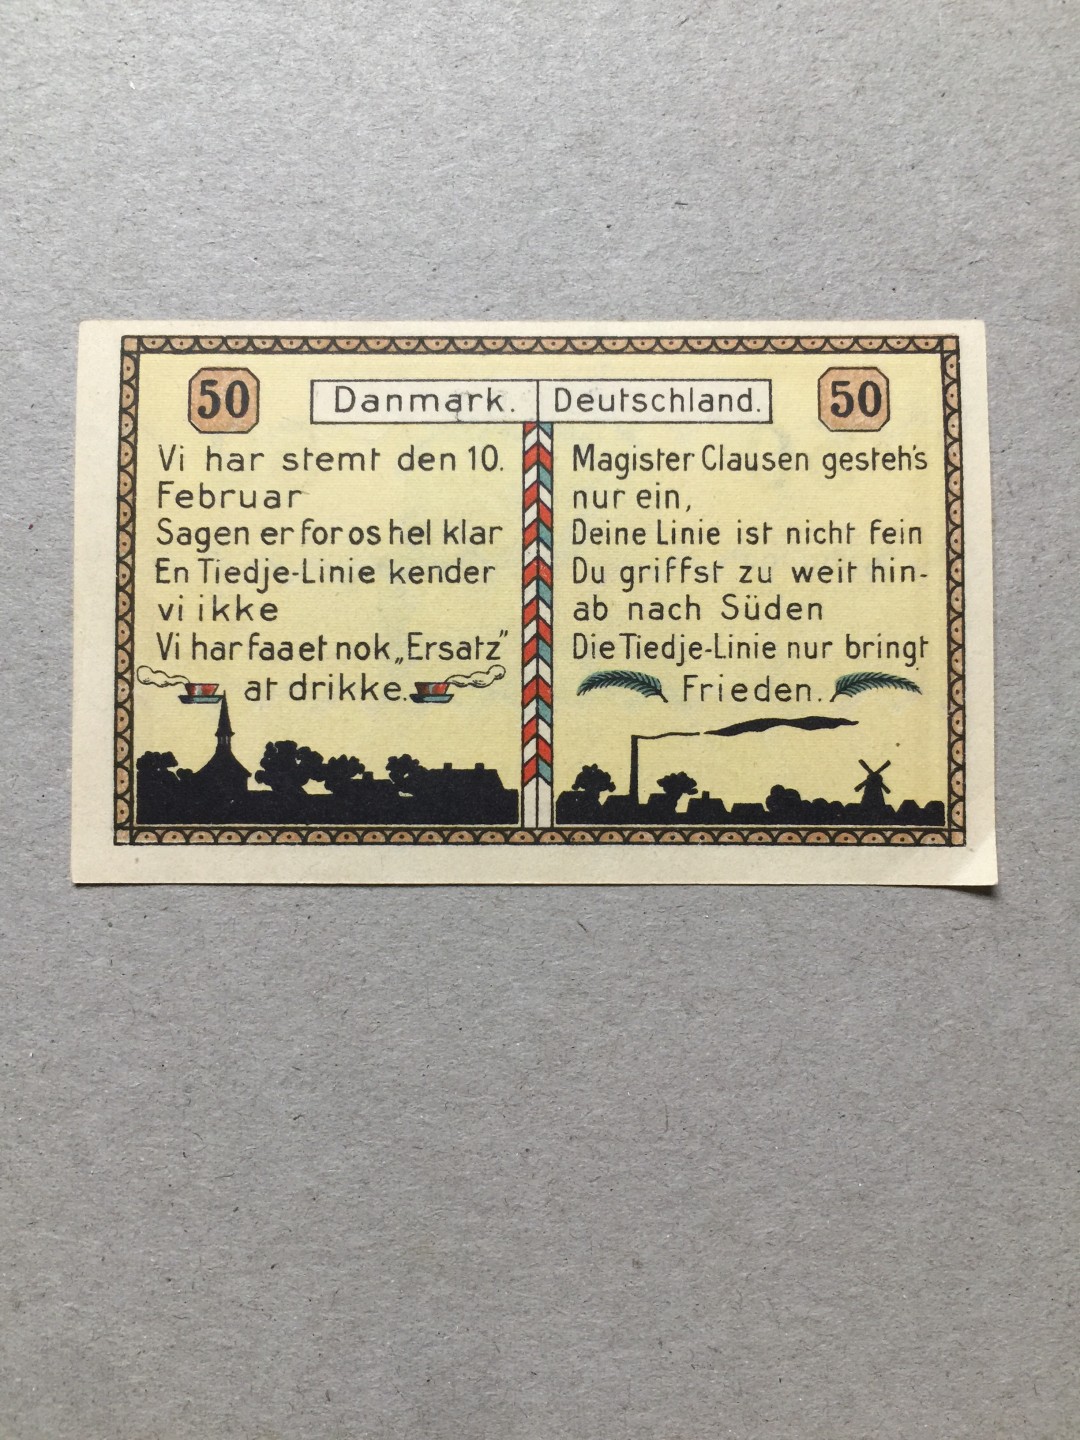 50
Danmark.
Deutschland.
50
Vi har stemt den 10.
Februar
Sagen er for os hel klar
En Tiedje-Linie kender
vi ikke
Vi har faaet nok „Ersatz”
at drikke.
Magister Clausen gesteh's
nur ein,
Deine Linie ist nicht fein
Du griffst zu weit hin-
ab nach Süden
Die Tiedje-Linie nur bringt
Frieden.